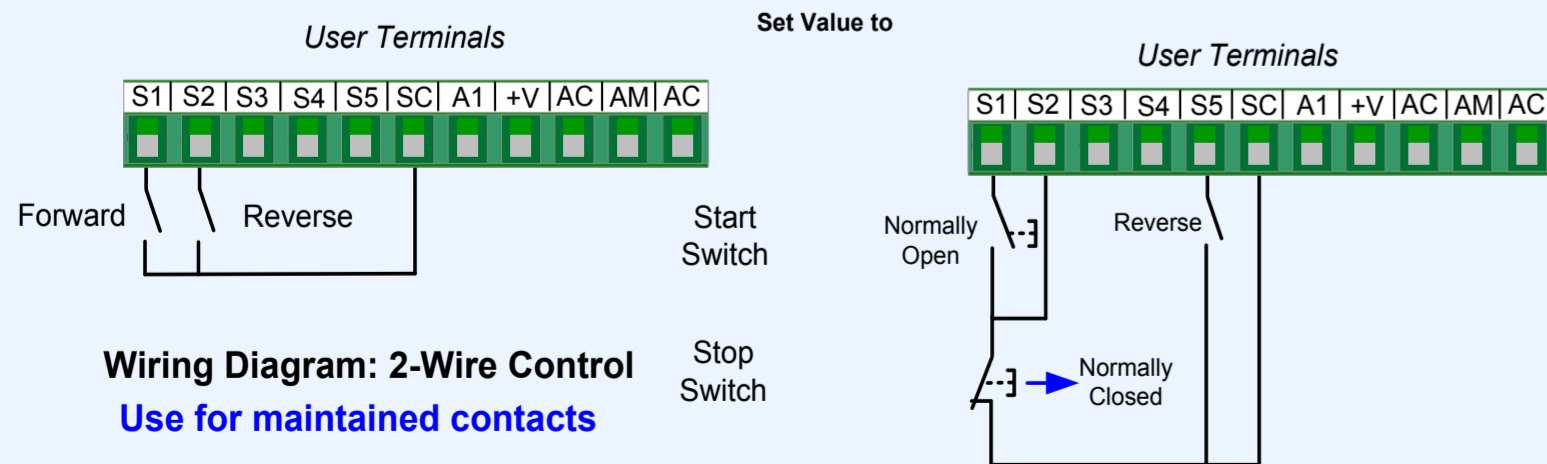 Set Value to
User Terminals
S1 S2 S3 S4 S5 SC A1 +V AC AM AC
Forward
Reverse
Wiring Diagram: 2-Wire Control
Use for maintained contacts
User Terminals
S1 S2 S3 S4 S5 SC A1 +V AC AM AC
Start
Switch
Normally
Open
Reverse
Stop
Switch
Normally
Closed